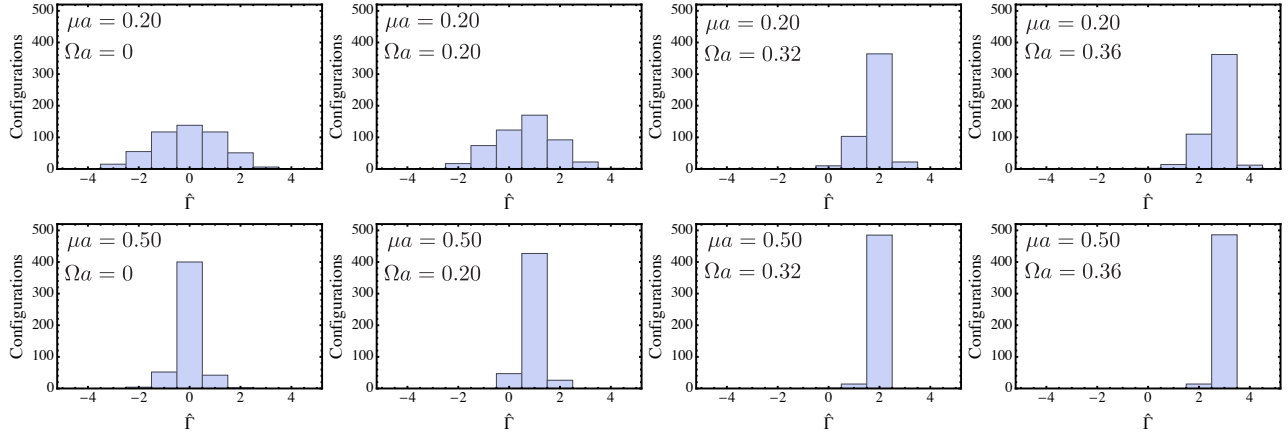 μa = 0.20
Ωa = 0
Configurations
500
400
300
200
100
0
−4 −2 0 2 4
Γ̂
μa = 0.20
Ωa = 0.20
Configurations
500
400
300
200
100
0
−4 −2 0 2 4
Γ̂
μa = 0.20
Ωa = 0.32
Configurations
500
400
300
200
100
0
−4 −2 0 2 4
Γ̂
μa = 0.20
Ωa = 0.36
Configurations
500
400
300
200
100
0
−4 −2 0 2 4
Γ̂
μa = 0.50
Ωa = 0
Configurations
500
400
300
200
100
0
−4 −2 0 2 4
Γ̂
μa = 0.50
Ωa = 0.20
Configurations
500
400
300
200
100
0
−4 −2 0 2 4
Γ̂
μa = 0.50
Ωa = 0.32
Configurations
500
400
300
200
100
0
−4 −2 0 2 4
Γ̂
μa = 0.50
Ωa = 0.36
Configurations
500
400
300
200
100
0
−4 −2 0 2 4
Γ̂